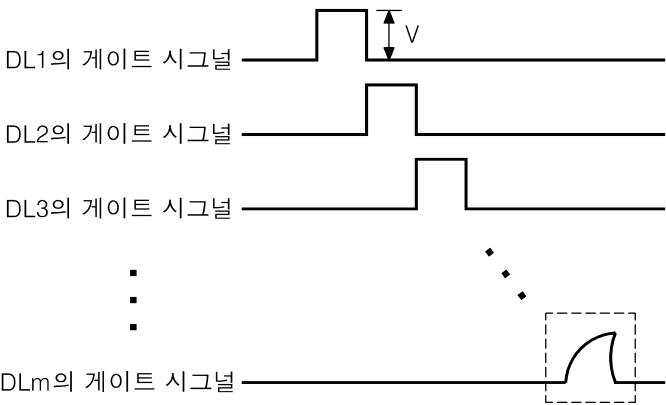 DL1의 게이트 시그널
V
DL2의 게이트 시그널
DL3의 게이트 시그널
DLm의 게이트 시그널